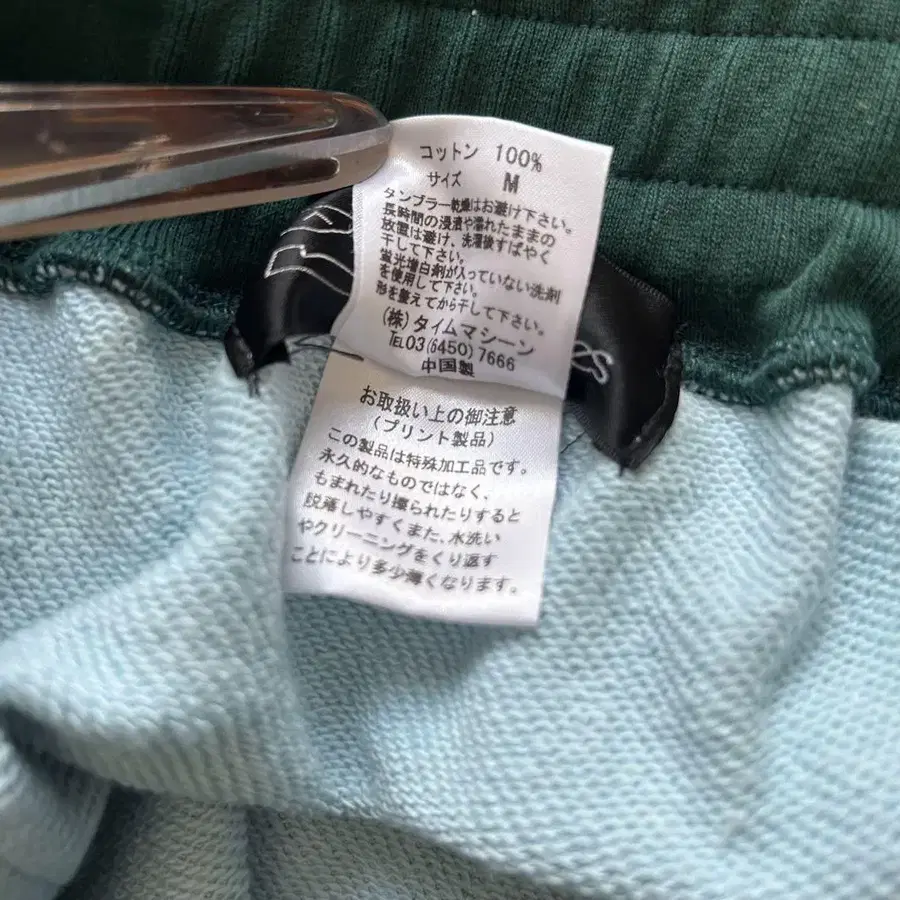 コットン 100%
サイズ M
タンブラー乾燥はお避け下さい。
長時間の浸漬や濡れたままの
放置は避け、洗濯後すばやく
干して下さい。
蛍光増白剤が入っていない洗剤
を使用して下さい。
形を整えてから干して下さい。
(株)タイムマシーン
TEL03(6450)7666
中国製
お取扱い上の御注意
(プリント製品)
この製品は特殊加工品です。
永久的なものではなく、
もまれたり擦られたりすると
脱落しやすくまた、水洗い
やクリーニングをくり返す
ことにより多少薄くなります。